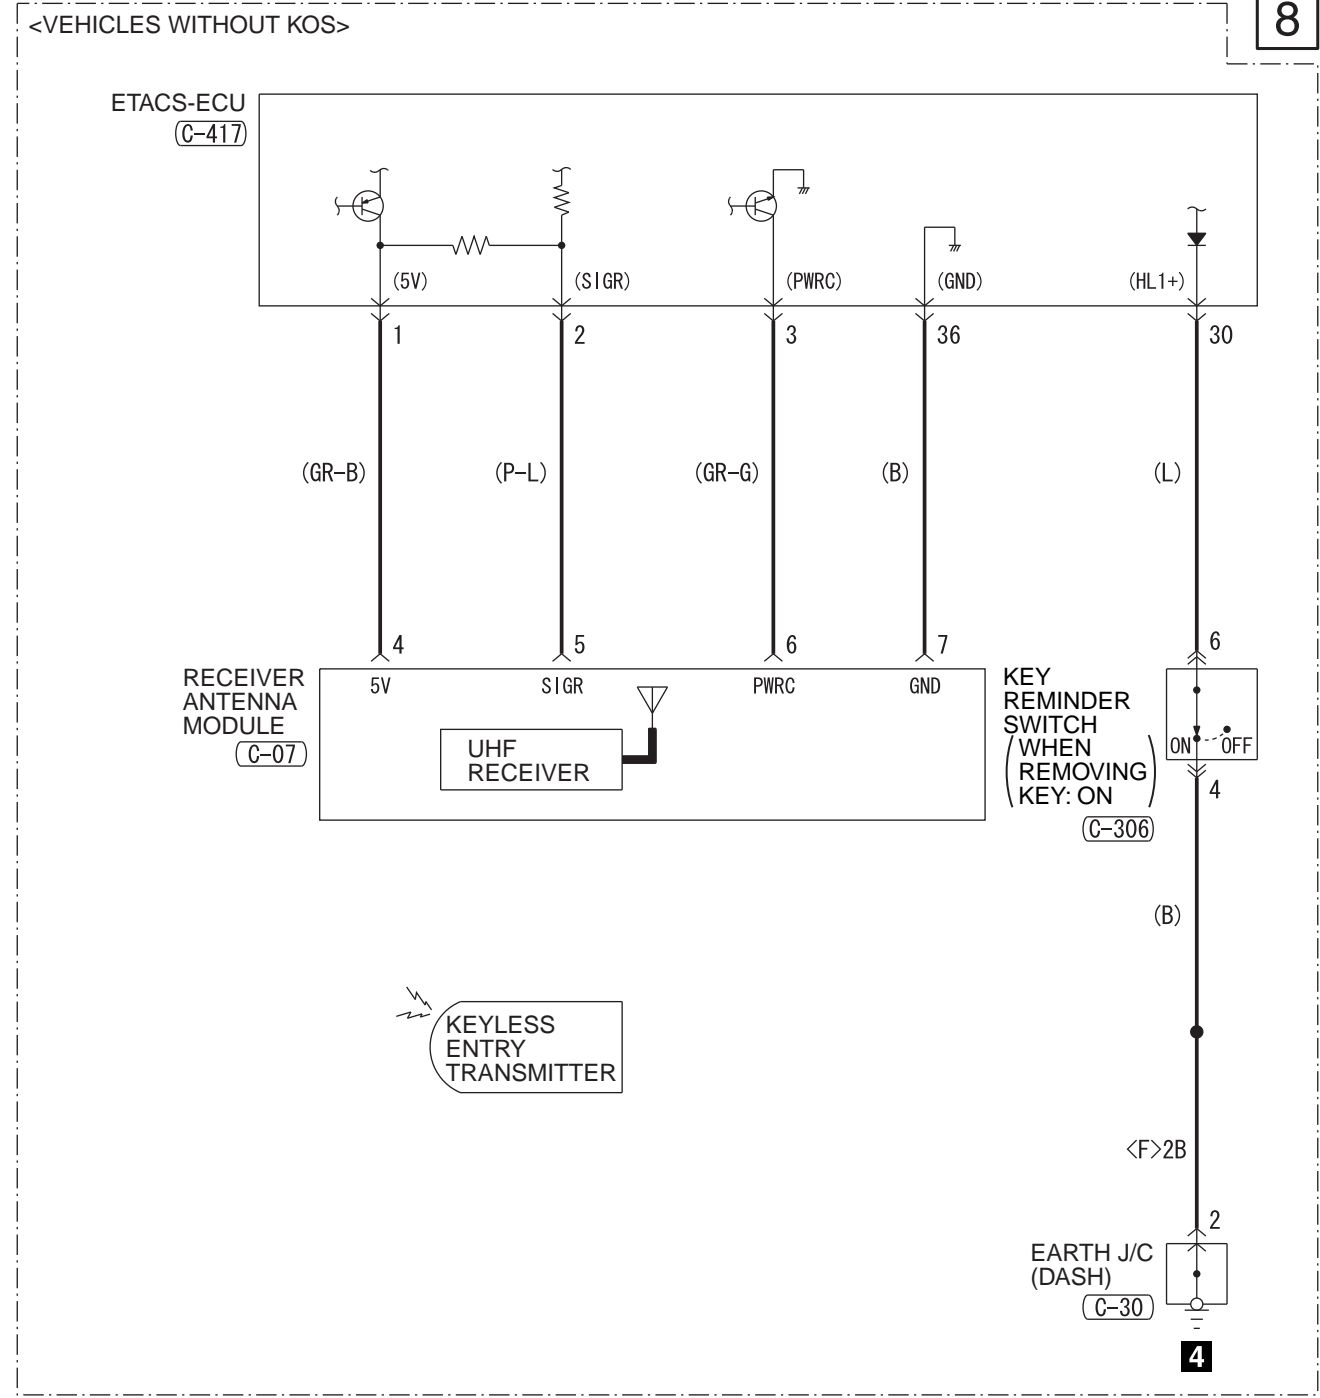 <VEHICLES WITHOUT KOS>
8
ETACS-ECU
C-417
(5V)
(SIGR)
(PWRC)
(GND)
(HL1+)
1
2
3
36
30
(GR-B)
(P-L)
(GR-G)
(B)
(L)
4
5
6
7
6
RECEIVER
ANTENNA
MODULE
C-07
5V
SIGR
PWRC
GND
UHF
RECEIVER
KEY
REMINDER
SWITCH
(WHEN
REMOVING
KEY: ON)
C-306
ON
OFF
4
(B)
KEYLESS
ENTRY
TRANSMITTER
<F>2B
2
EARTH J/C
(DASH)
C-30
4